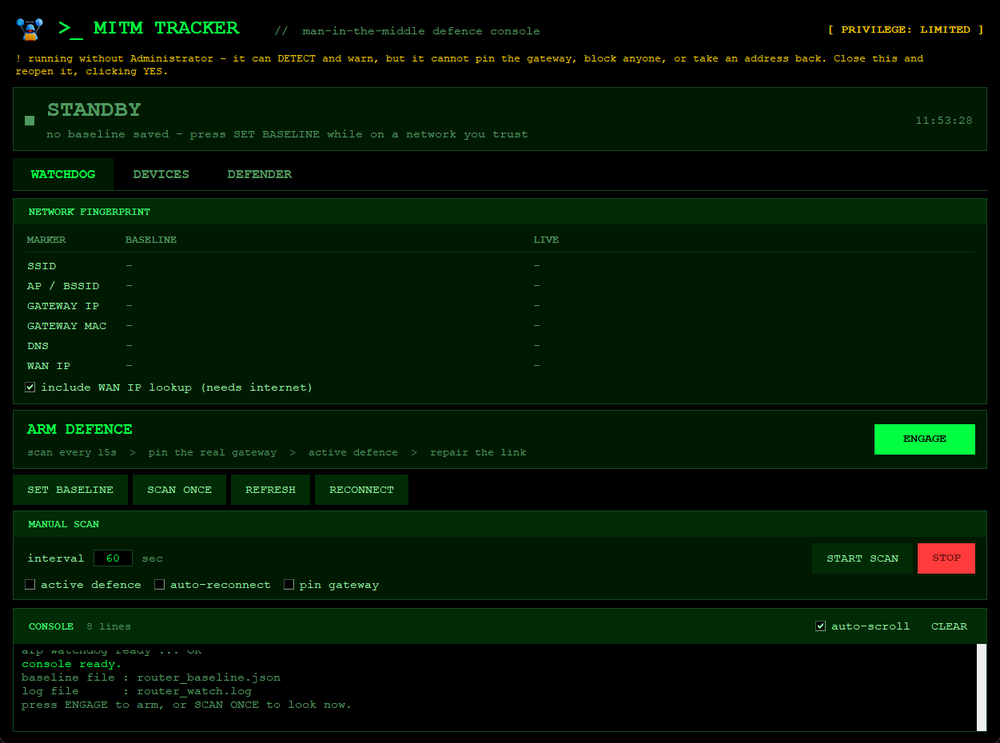 >_ MITM TRACKER // man-in-the-middle defence console [ PRIVILEGE: LIMITED ]
! running without Administrator - it can DETECT and warn, but it cannot pin the gateway, block anyone, or take an address back. Close this and
reopen it, clicking YES.
STANDBY
no baseline saved - press SET BASELINE while on a network you trust
11:53:28
WATCHDOG DEVICES DEFENDER
NETWORK FINGERPRINT
MARKER BASELINE LIVE
SSID – –
AP / BSSID – –
GATEWAY IP – –
GATEWAY MAC – –
DNS – –
WAN IP – –
include WAN IP lookup (needs internet)
ARM DEFENCE
scan every 15s > pin the real gateway > active defence > repair the link
ENGAGE
SET BASELINE SCAN ONCE REFRESH RECONNECT
MANUAL SCAN
interval 60 sec
START SCAN STOP
active defence auto-reconnect pin gateway
CONSOLE 8 lines auto-scroll CLEAR
arp watchdog ready ... OK
console ready.
baseline file : router_baseline.json
log file : router_watch.log
press ENGAGE to arm, or SCAN ONCE to look now.